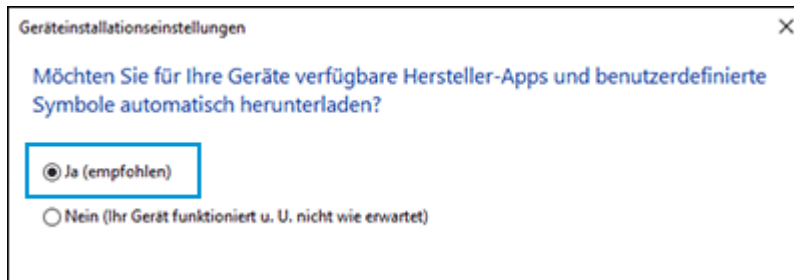 Geräteinstallationseinstellungen
Möchten Sie für Ihre Geräte verfügbare Hersteller-Apps und benutzerdefinierte
Symbole automatisch herunterladen?
Ja (empfohlen)
Nein (Ihr Gerät funktioniert u. U. nicht wie erwartet)